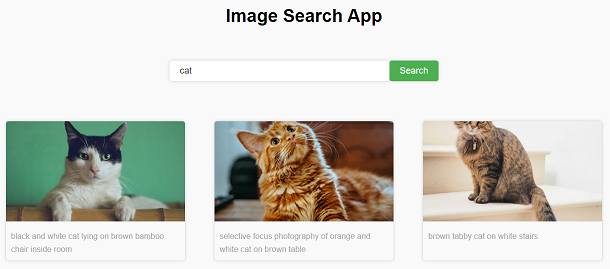 Image Search App
cat
Search
black and white cat lying on brown bamboo
chair inside room
selective focus photography of orange and
white cat on brown table
brown tabby cat on white stairs